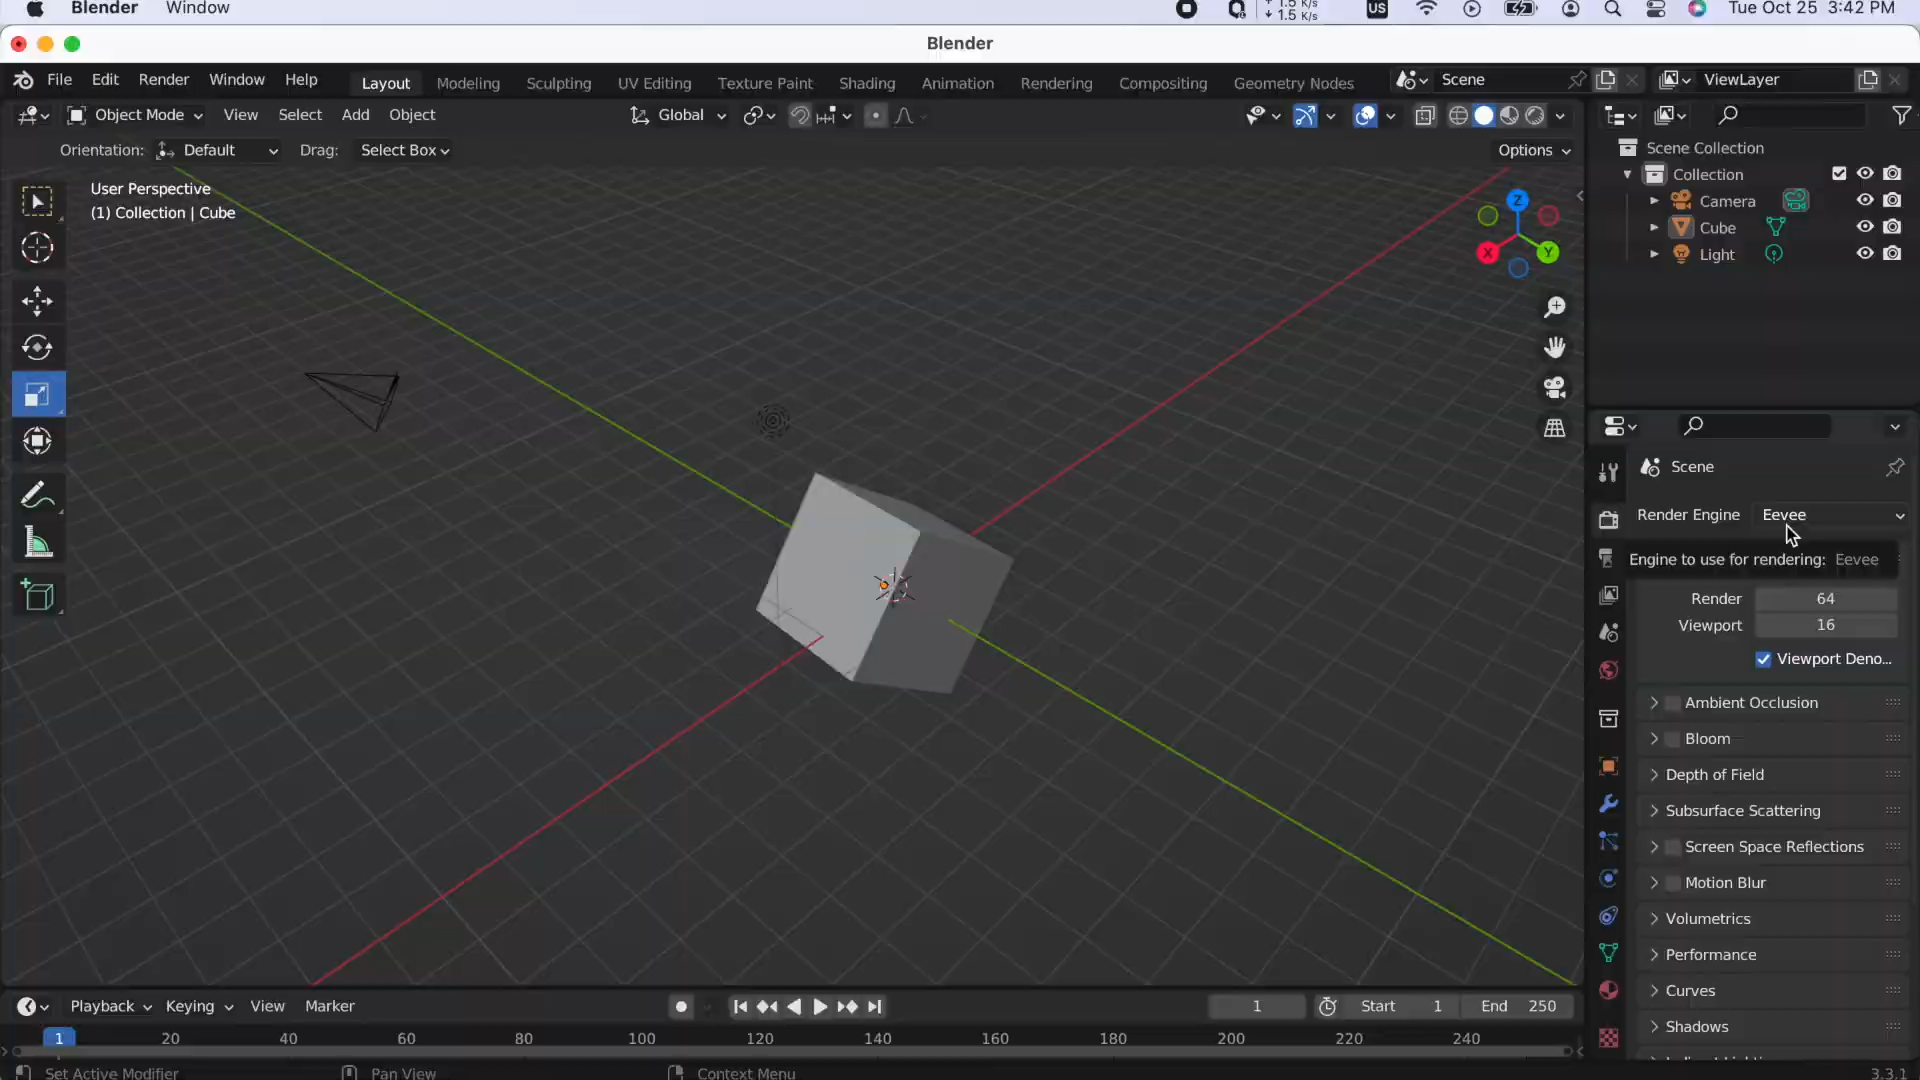 Blender Window
1.5 K/s
1.5 K/s
US
Tue Oct 25 3:42 PM
Blender
File Edit Render Window Help
Layout Modeling Sculpting UV Editing Texture Paint Shading Animation Rendering Compositing Geometry Nodes
Scene
ViewLayer
Object Mode View Select Add Object
Global
Orientation: Default Drag: Select Box
Options
User Perspective
(1) Collection | Cube
Z
X
Y
Scene Collection
Collection
Camera
Cube
Light
Scene
Render Engine Eevee
Engine to use for rendering: Eevee
Render 64
Viewport 16
Viewport Deno...
Ambient Occlusion
Bloom
Depth of Field
Subsurface Scattering
Screen Space Reflections
Motion Blur
Volumetrics
Performance
Curves
Shadows
Playback Keying View Marker
1 Start 1 End 250
1 20 40 60 80 100 120 140 160 180 200 220 240
Set Active Modifier Pan View Context Menu
3.3.1